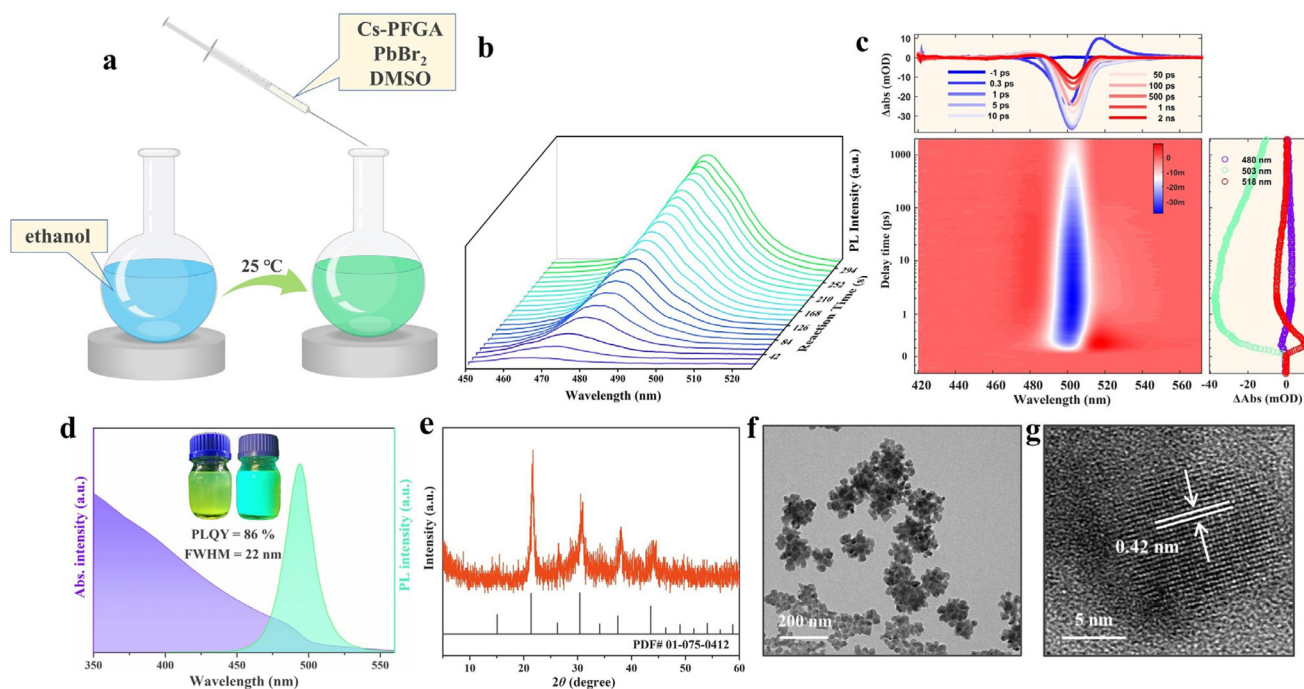 a
Cs-PFGA
PbBr₂
DMSO
ethanol
25 °C
b
PL Intensity (a.u.)
294
252
210
168
126
84
42
Reaction Time (s)
450 460 470 480 490 500 510 520
Wavelength (nm)
c
Δabs (mOD)
10
0
-10
-20
-30
-1 ps
0.3 ps
1 ps
5 ps
10 ps
50 ps
100 ps
500 ps
1 ns
2 ns
Delay time (ps)
1000
100
10
1
0
0
-10m
-20m
-30m
420 440 460 480 500 520 540 560
Wavelength (nm)
480 nm
503 nm
518 nm
-40 -20 0
ΔAbs (mOD)
d
Abs. intensity (a.u.)
PL intensity (a.u.)
PLQY = 86 %
FWHM = 22 nm
350 400 450 500 550
Wavelength (nm)
e
Intensity (a.u.)
PDF# 01-075-0412
10 20 30 40 50 60
2θ (degree)
f
200 nm
g
0.42 nm
5 nm